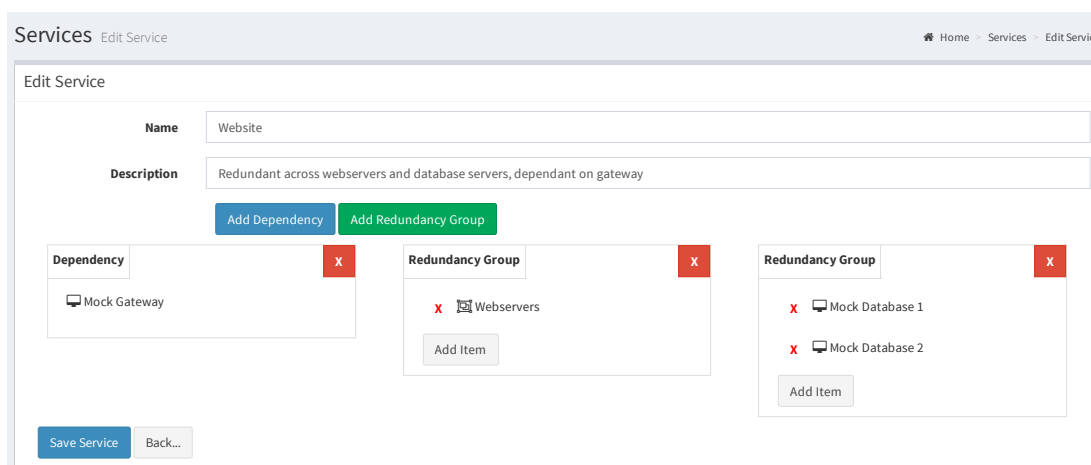 Services Edit Service
Home > Services > Edit Servi
Edit Service
Name Website
Description Redundant across webservers and database servers, dependant on gateway
Add Dependency Add Redundancy Group
Dependency X Redundancy Group X Redundancy Group X
Mock Gateway X Webservers X Mock Database 1
Add Item X Mock Database 2
Add Item
Save Service Back...